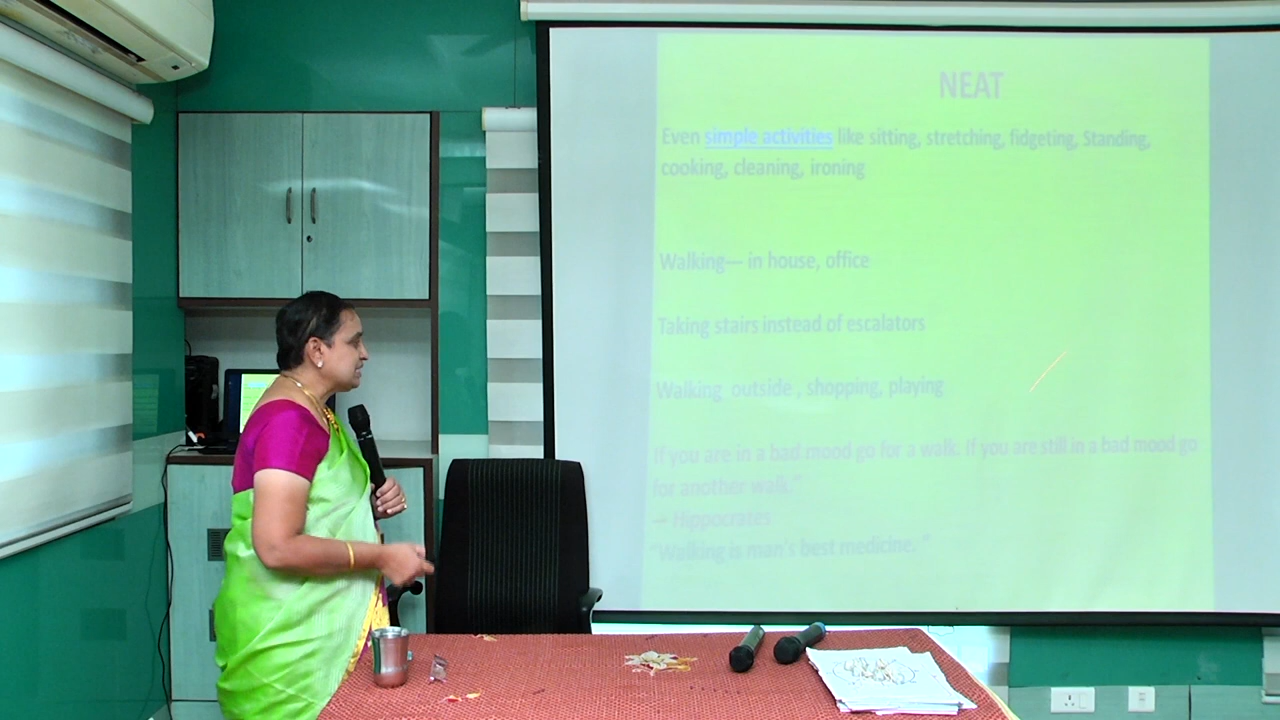 NEAT
Even simple activities like sitting, stretching, fidgeting, Standing,
cooking, cleaning, ironing
Walking— in house, office
Taking stairs instead of escalators
Walking outside , shopping, playing
If you are in a bad mood go for a walk. If you are still in a bad mood go
for another walk."
— Hippocrates
"Walking is man's best medicine."